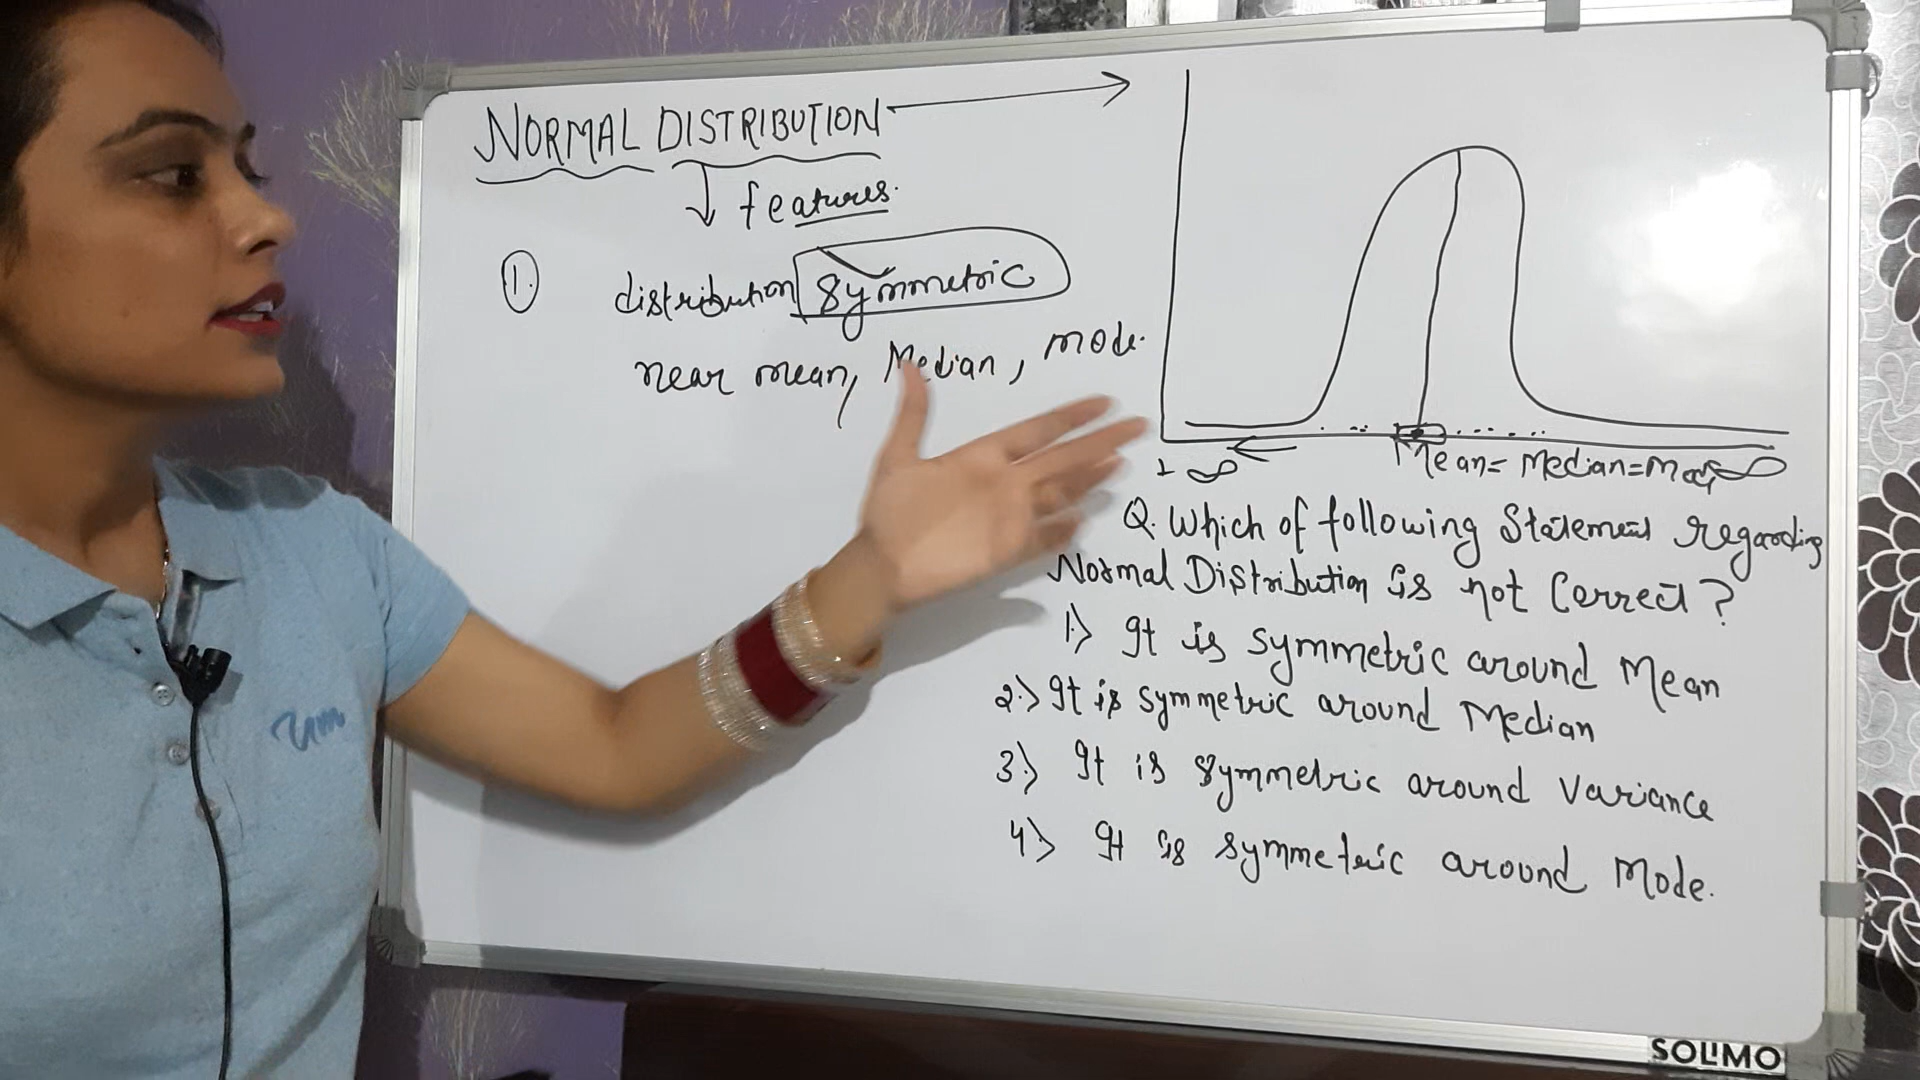 NORMAL DISTRIBUTION
features.
1.
distribution Symmetric
near mean, Median, mode.
∞
Mean = Median =
∞
Q. Which of following Statement regarding
Normal Distribution is not Correct ?
1.) It is symmetric around Mean
2.) It is symmetric around Median
3.) It is symmetric around Variance
4.) It is symmetric around Mode.
SOLIMO